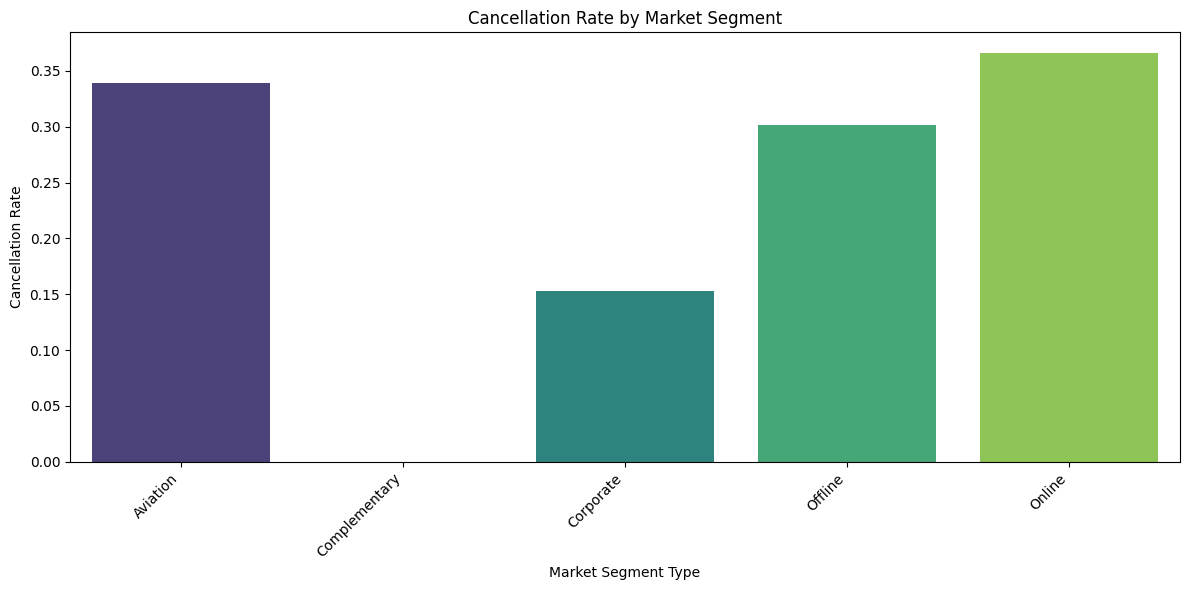 Cancellation Rate by Market Segment
Cancellation Rate
0.35
0.30
0.25
0.20
0.15
0.10
0.05
0.00
Aviation
Complementary
Corporate
Offline
Online
Market Segment Type